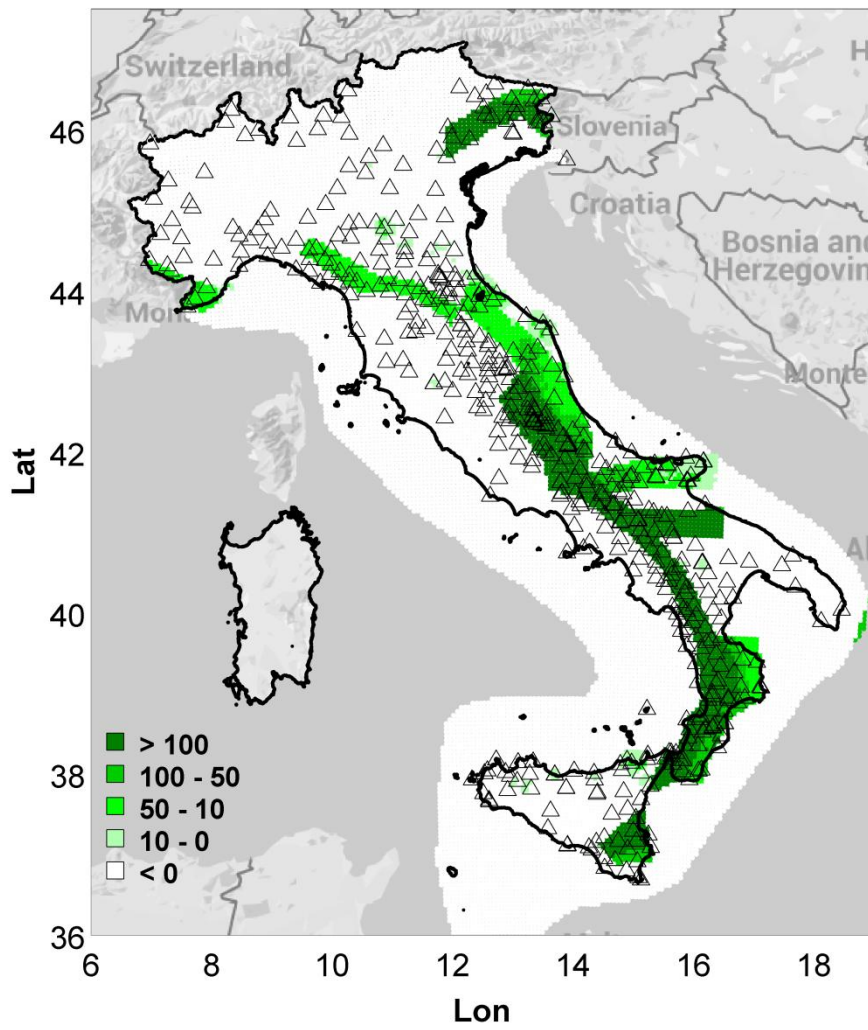 Switzerland
Austria
H
46
Slovenia
Croatia
Bosnia and
Herzegovin
44
Mon
Monte
Lat
42
Al
40
> 100
100 - 50
50 - 10
10 - 0
< 0
38
36
6 8 10 12 14 16 18
Lon